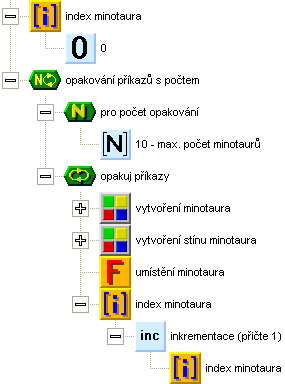 [i] index minotaura
0 0
N opakování příkazů s počtem
N pro počet opakování
[N] 10 - max. počet minotaurů
opakuj příkazy
vytvoření minotaura
vytvoření stínu minotaura
F umístění minotaura
[i] index minotaura
inc inkrementace (přičte 1)
[i] index minotaura